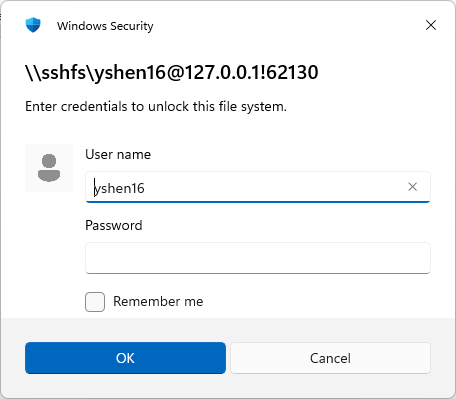 Windows Security
\\sshfs\yshen16@127.0.0.1!62130
Enter credentials to unlock this file system.
User name
yshen16
Password
Remember me
OK
Cancel